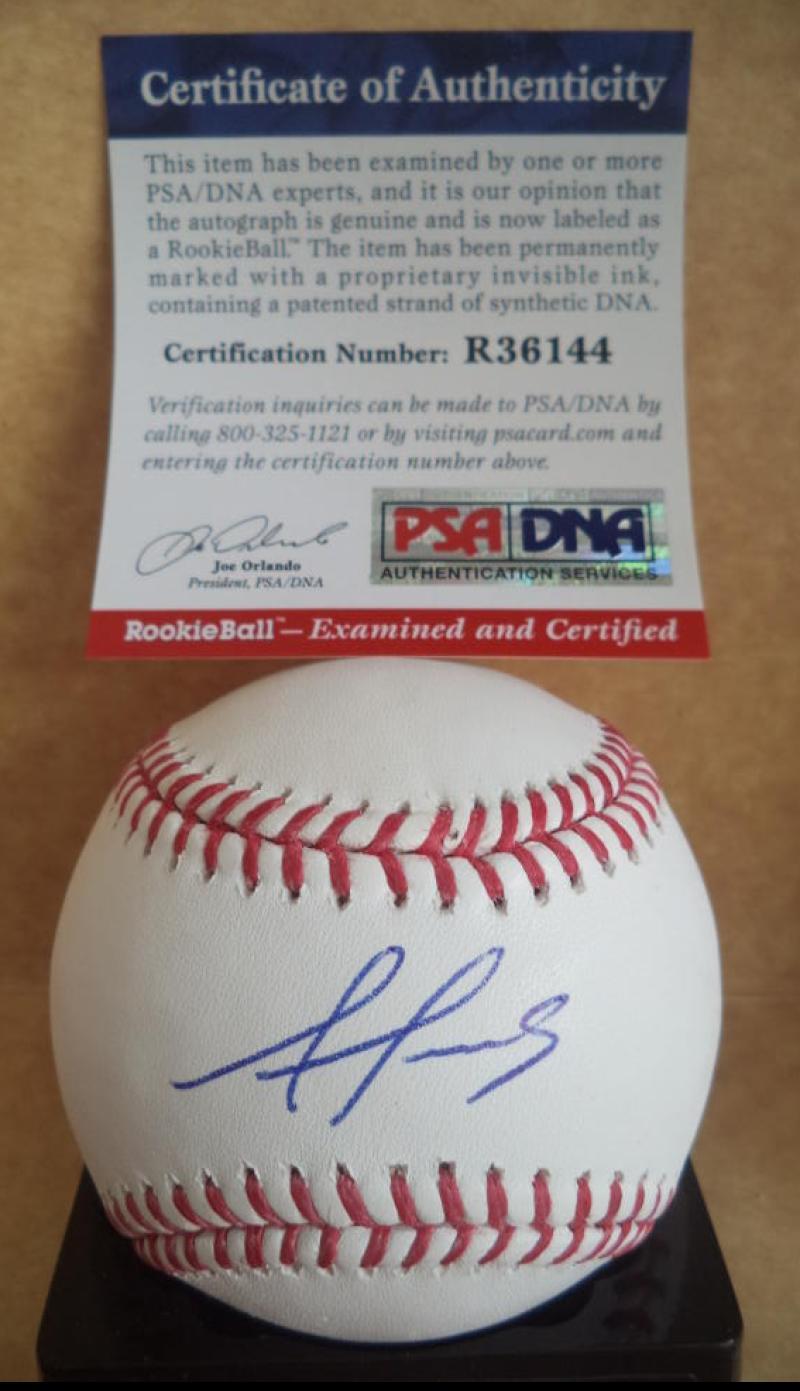 Certificate of Authenticity
This item has been examined by one or more
PSA/DNA experts, and it is our opinion that
the autograph is genuine and is now labeled as
a RookieBall.™ The item has been permanently
marked with a proprietary invisible ink,
containing a patented strand of synthetic DNA.
Certification Number: R36144
Verification inquiries can be made to PSA/DNA by
calling 800-325-1121 or by visiting psacard.com and
entering the certification number above.
Joe Orlando
President, PSA/DNA
PSA DNA
AUTHENTICATION SERVICES
RookieBall™— Examined and Certified